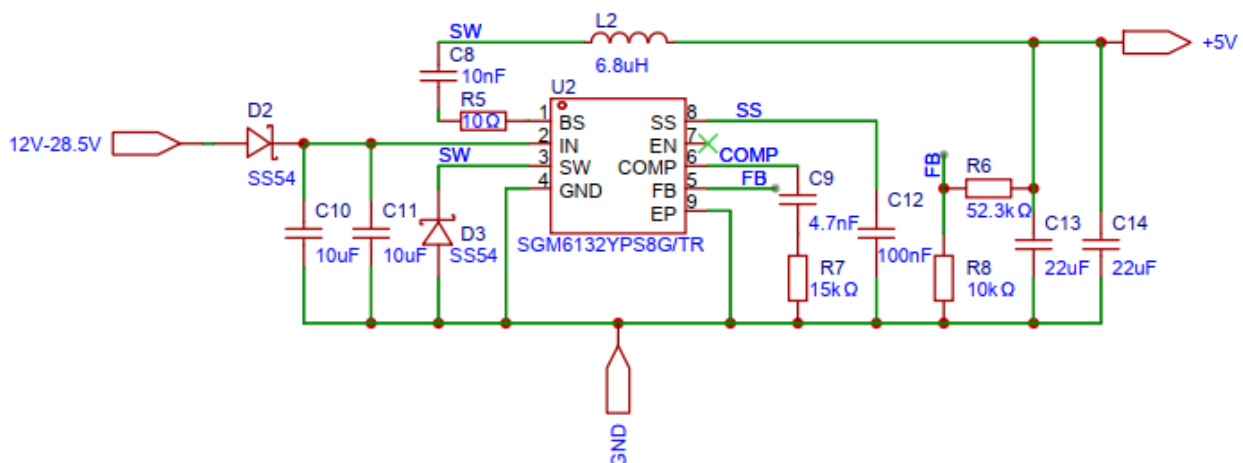 SW
L2
6.8uH
+5V
C8
10nF
R5
10Ω
U2
D2
12V-28.5V
SS54
1 BS
2 IN
3 SW
4 GND
SS 8
EN 7
COMP 6
FB 5
EP 9
SW
SS
COMP
FB
SGM6132YPS8G/TR
C10
10uF
C11
10uF
D3
SS54
C9
4.7nF
R7
15kΩ
C12
100nF
FB
R6
52.3kΩ
R8
10kΩ
C13
22uF
C14
22uF
GND